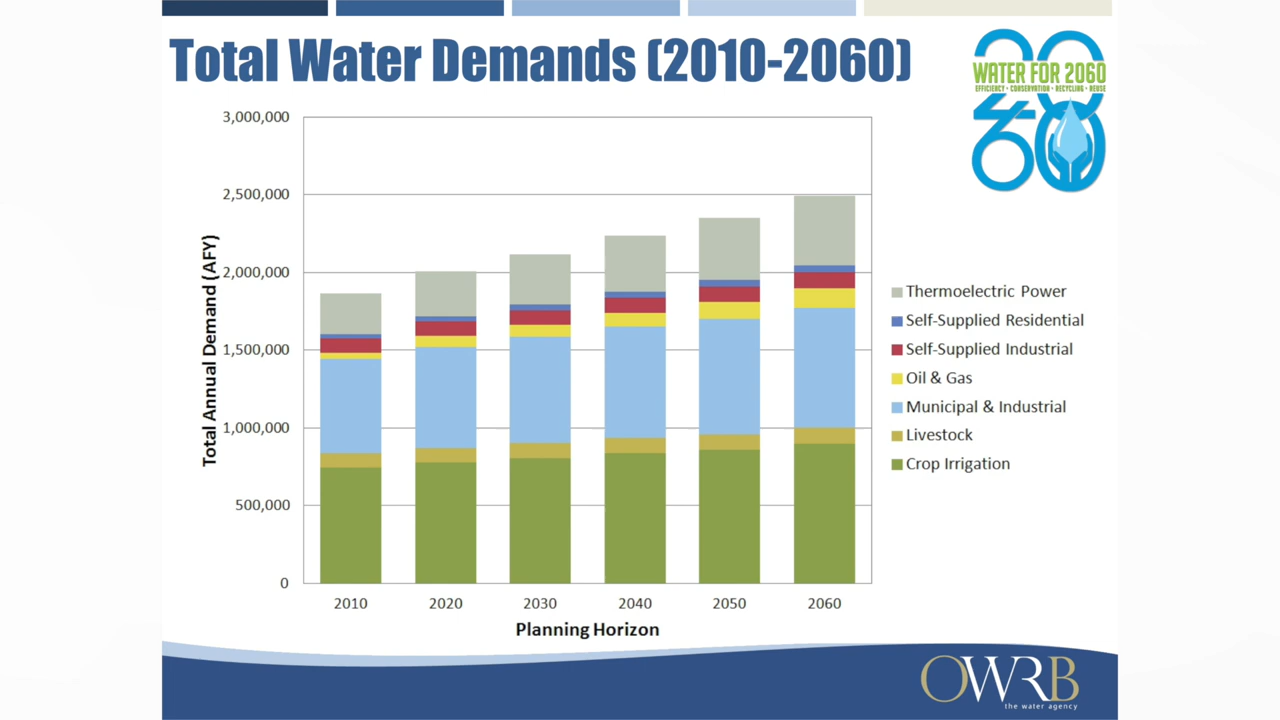 Total Water Demands (2010-2060)
2060
WATER FOR 2060
EFFICIENCY • CONSERVATION • RECYCLING • REUSE
3,000,000
2,500,000
2,000,000
1,500,000
1,000,000
500,000
0
Total Annual Demand (AFY)
2010 2020 2030 2040 2050 2060
Planning Horizon
Thermoelectric Power
Self-Supplied Residential
Self-Supplied Industrial
Oil & Gas
Municipal & Industrial
Livestock
Crop Irrigation
OWRB
the water agency